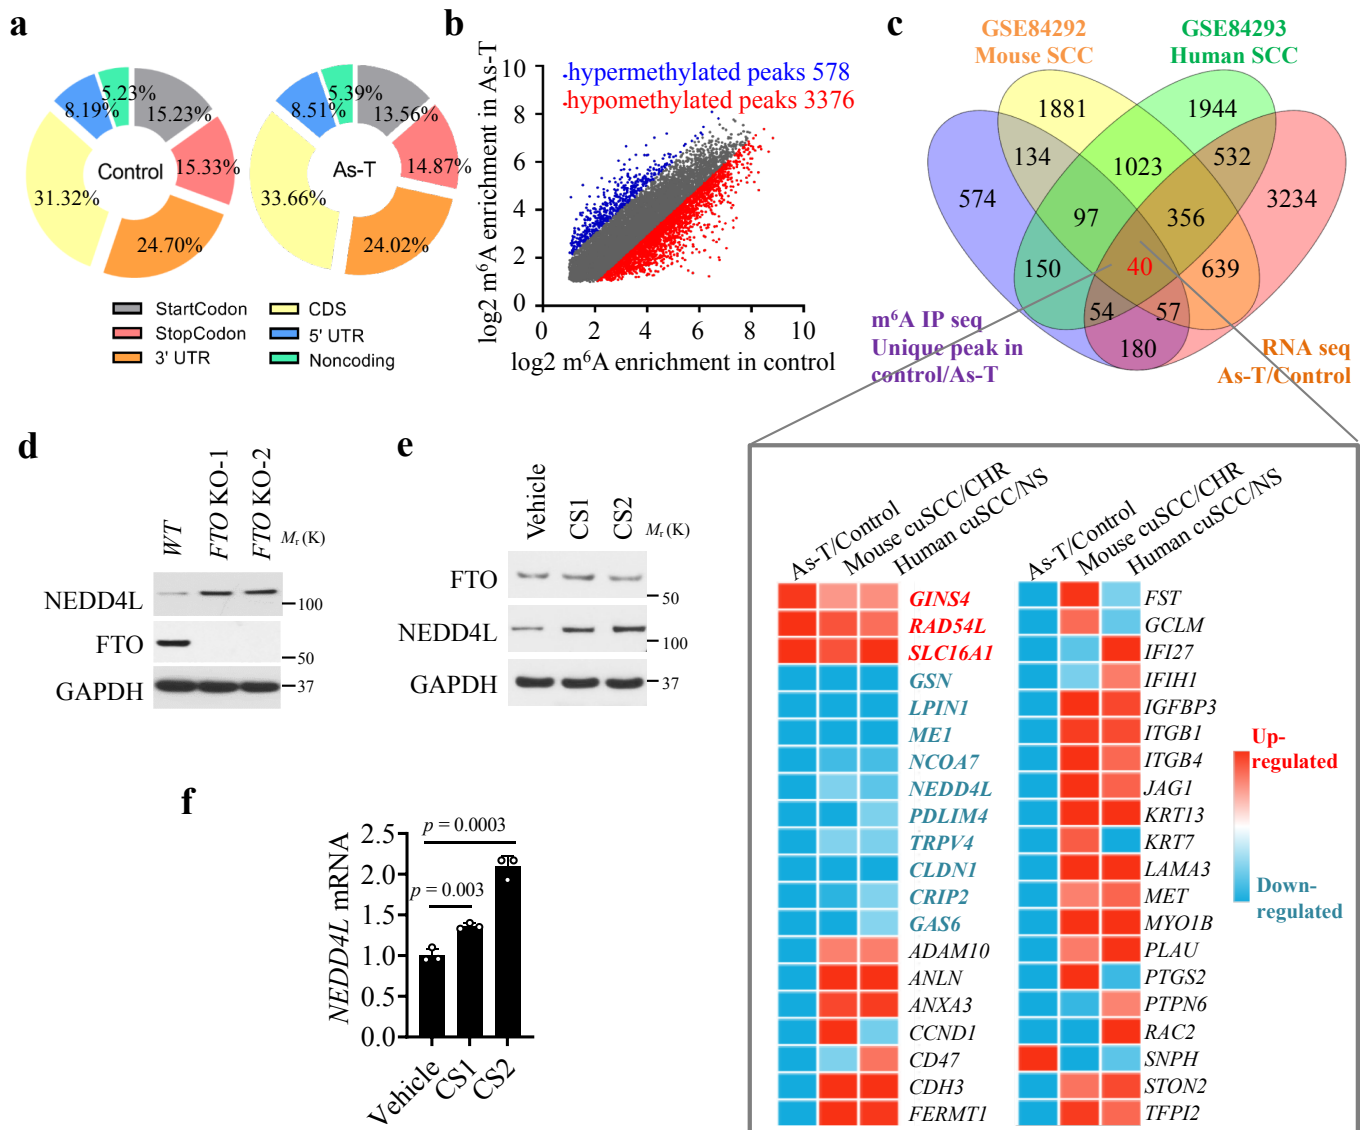 a
5.23%
8.19%
15.23%
Control
15.33%
31.32%
24.70%
5.39%
8.51%
13.56%
As-T
14.87%
33.66%
24.02%
StartCodon
CDS
StopCodon
5' UTR
3' UTR
Noncoding
b
log2 m⁶A enrichment in As-T
10
8
6
4
2
0
hypermethylated peaks 578
hypomethylated peaks 3376
0 2 4 6 8 10
log2 m⁶A enrichment in control
c
GSE84292
Mouse SCC
GSE84293
Human SCC
1881
1944
134
1023
532
574
97
356
3234
150
40
639
54
57
180
m⁶A IP seq
Unique peak in
control/As-T
RNA seq
As-T/Control
As-T/Control
Mouse cuSCC/CHR
Human cuSCC/NS
GINS4
RAD54L
SLC16A1
GSN
LPIN1
ME1
NCOA7
NEDD4L
PDLIM4
TRPV4
CLDN1
CRIP2
GAS6
ADAM10
ANLN
ANXA3
CCND1
CD47
CDH3
FERMT1
As-T/Control
Mouse cuSCC/CHR
Human cuSCC/NS
FST
GCLM
IFI27
IFIH1
IGFBP3
ITGB1
ITGB4
JAG1
KRT13
KRT7
LAMA3
MET
MYO1B
PLAU
PTGS2
PTPN6
RAC2
SNPH
STON2
TFPI2
Up-
regulated
Down-
regulated
d
WT
FTO KO-1
FTO KO-2
Mr (K)
NEDD4L
100
FTO
50
GAPDH
37
e
Vehicle
CS1
CS2
Mr (K)
FTO
50
NEDD4L
100
GAPDH
37
f
NEDD4L mRNA
2.5
2.0
1.5
1.0
0.5
0.0
p = 0.0003
p = 0.003
Vehicle
CS1
CS2